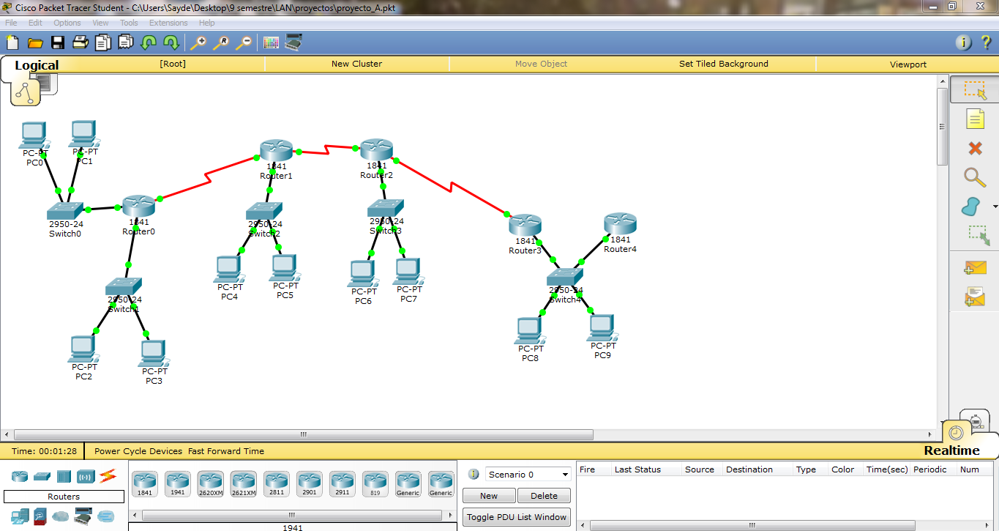 Cisco Packet Tracer Student - C:\Users\Sayde\Desktop\9 semestre\LAN\proyectos\proyecto_A.pkt
File Edit Options View Tools Extensions Help
Logical [Root] New Cluster Move Object Set Tiled Background Viewport
PC-PT
PC0
PC-PT
PC1
2950-24
Switch0
1841
Router0
2950-24
Switch1
PC-PT
PC2
PC-PT
PC3
1841
Router1
2950-24
Switch2
PC-PT
PC4
PC-PT
PC5
1841
Router2
2950-24
Switch3
PC-PT
PC6
PC-PT
PC7
1841
Router3
1841
Router4
2950-24
Switch4
PC-PT
PC8
PC-PT
PC9
Time: 00:01:28 Power Cycle Devices Fast Forward Time
Realtime
Routers
1841 1941 2620XM 2621XM 2811 2901 2911 819 Generic Generic
1941
Scenario 0
New Delete
Toggle PDU List Window
Fire Last Status Source Destination Type Color Time(sec) Periodic Num